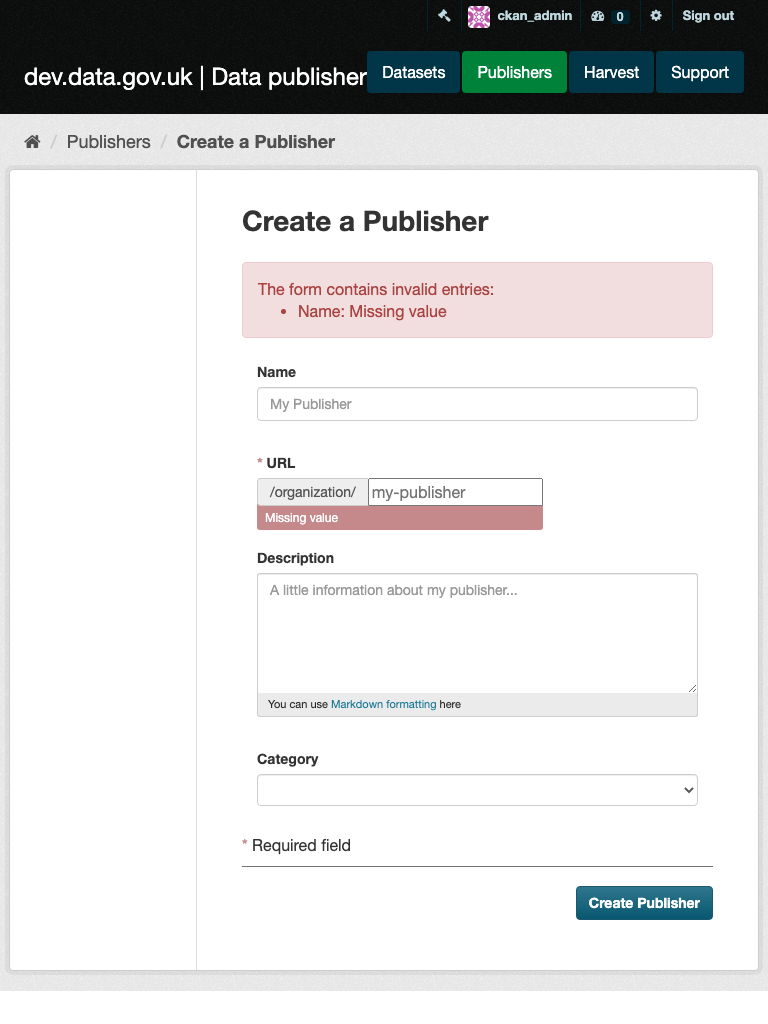 ckan_admin 0 Sign out
dev.data.gov.uk | Data publisher Datasets Publishers Harvest Support
/ Publishers / Create a Publisher
Create a Publisher
The form contains invalid entries:
• Name: Missing value
Name
My Publisher
* URL
/organization/ my-publisher
Missing value
Description
A little information about my publisher...
You can use Markdown formatting here
Category
* Required field
Create Publisher